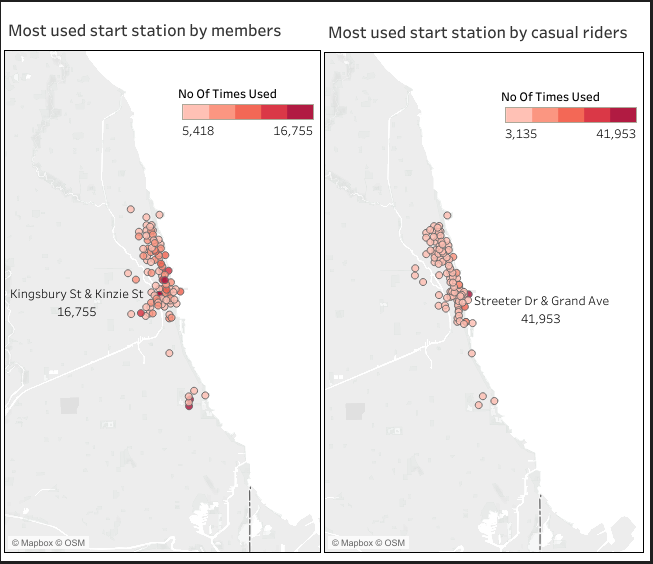 Most used start station by members
No Of Times Used
5,418 16,755
Kingsbury St & Kinzie St
16,755
© Mapbox © OSM
Most used start station by casual riders
No Of Times Used
3,135 41,953
Streeter Dr & Grand Ave
41,953
© Mapbox © OSM